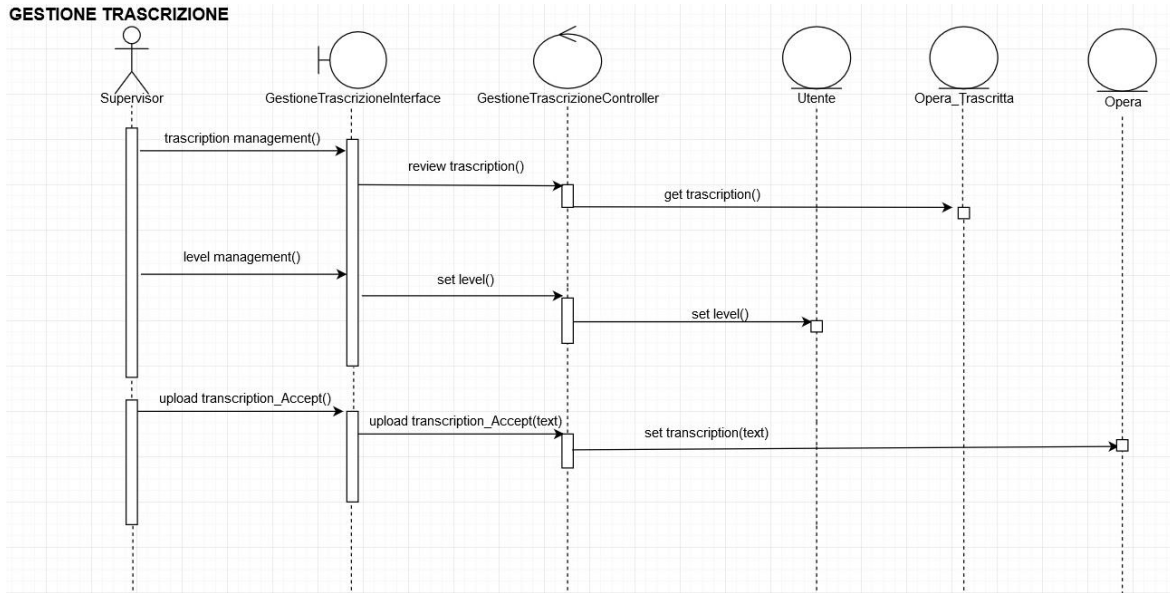 GESTIONE TRASCRIZIONE
Supervisor
GestioneTrascrizioneInterface
GestioneTrascrizioneController
Utente
Opera_Trascritta
Opera
trascription management()
review trascription()
get trascription()
level management()
set level()
set level()
upload transcription_Accept()
upload transcription_Accept(text)
set transcription(text)